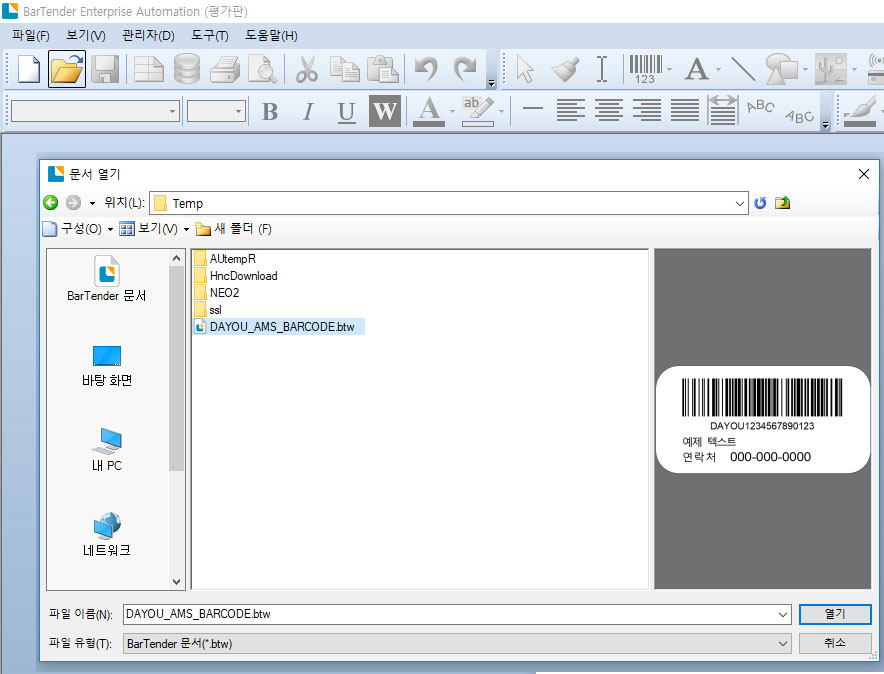 BarTender Enterprise Automation (평가판)
파일(F) 보기(V) 관리자(D) 도구(T) 도움말(H)
123 A
B I U W A ab ABC ABC
문서 열기
위치(L): Temp
구성(O) 보기(V) 새 폴더 (F)
BarTender 문서
바탕 화면
내 PC
네트워크
AUtempR
HncDownload
NEO2
ssl
DAYOU_AMS_BARCODE.btw
DAYOU1234567890123
예제 텍스트
연락처 000-000-0000
파일 이름(N): DAYOU_AMS_BARCODE.btw 열기
파일 유형(T): BarTender 문서(*.btw) 취소